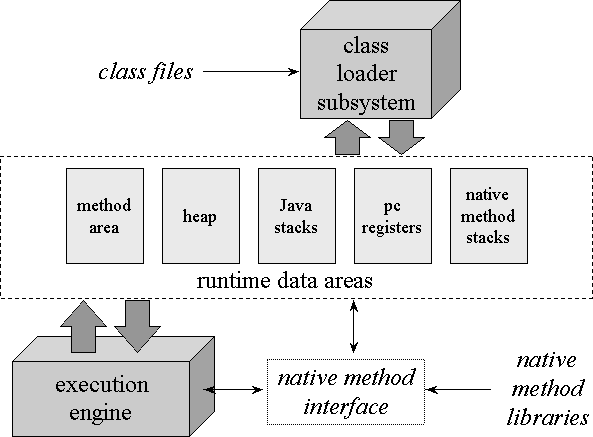 class
loader
subsystem
class files
method
area
heap
Java
stacks
pc
registers
native
method
stacks
runtime data areas
execution
engine
native method
interface
native
method
libraries